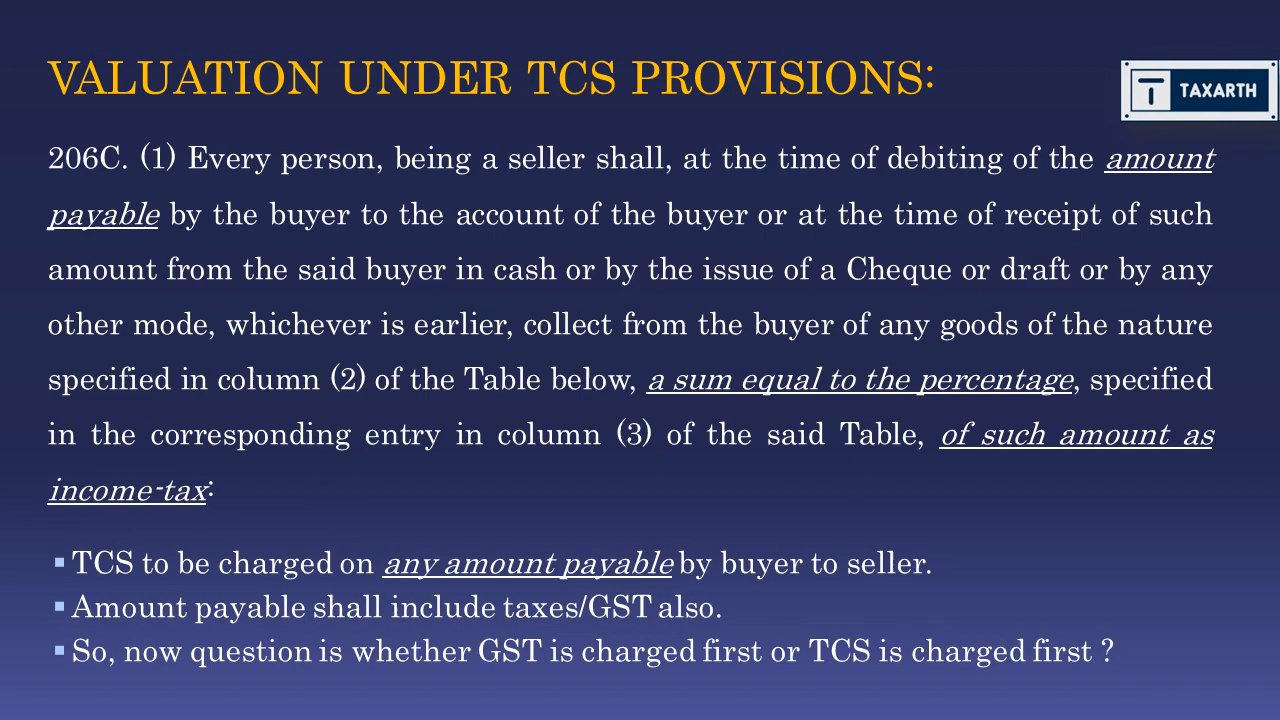 VALUATION UNDER TCS PROVISIONS:
TAXARTH
206C. (1) Every person, being a seller shall, at the time of debiting of the amount
payable by the buyer to the account of the buyer or at the time of receipt of such
amount from the said buyer in cash or by the issue of a Cheque or draft or by any
other mode, whichever is earlier, collect from the buyer of any goods of the nature
specified in column (2) of the Table below, a sum equal to the percentage, specified
in the corresponding entry in column (3) of the said Table, of such amount as
income-tax:
▪ TCS to be charged on any amount payable by buyer to seller.
▪ Amount payable shall include taxes/GST also.
▪ So, now question is whether GST is charged first or TCS is charged first ?